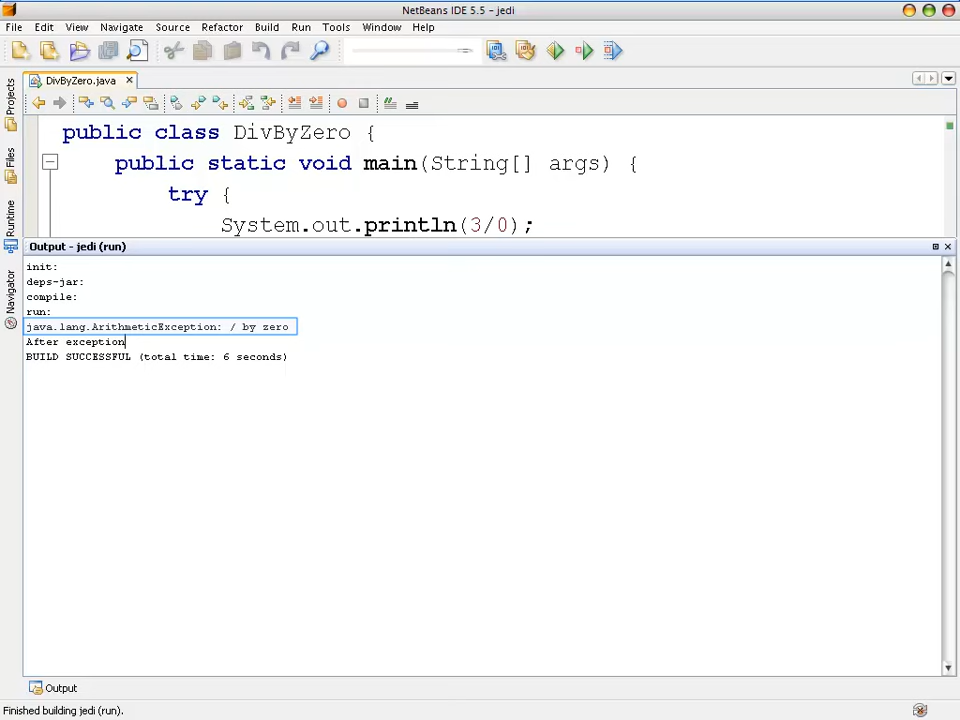 NetBeans IDE 5.5 - jedi
File Edit View Navigate Source Refactor Build Run Tools Window Help
DivByZero.java
Projects
Files
Runtime
Navigator
public class DivByZero {
public static void main(String[] args) {
try {
System.out.println(3/0);
Output - jedi (run)
init:
deps-jar:
compile:
run:
java.lang.ArithmeticException: / by zero
After exception
BUILD SUCCESSFUL (total time: 6 seconds)
Output
Finished building jedi (run).